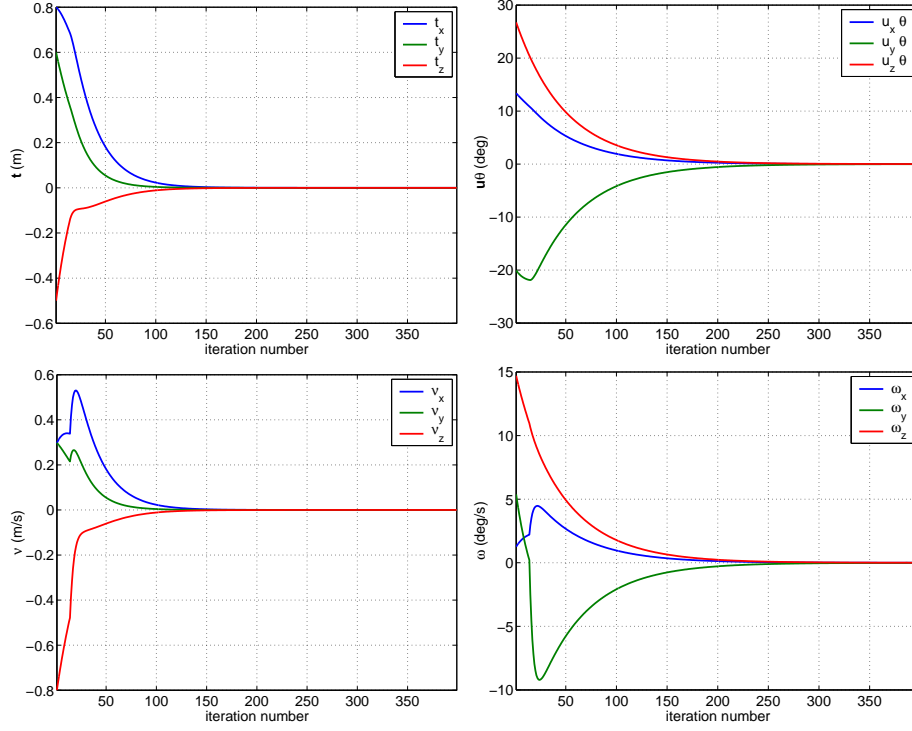 0.8
0.6
0.4
0.2
0
−0.2
−0.4
−0.6
t (m)
50 100 150 200 250 300 350
iteration number
t_x
t_y
t_z
30
20
10
0
−10
−20
−30
uθ (deg)
50 100 150 200 250 300 350
iteration number
u_x θ
u_y θ
u_z θ
0.6
0.4
0.2
0
−0.2
−0.4
−0.6
−0.8
ν (m/s)
50 100 150 200 250 300 350
iteration number
ν_x
ν_y
ν_z
15
10
5
0
−5
−10
ω (deg/s)
50 100 150 200 250 300 350
iteration number
ω_x
ω_y
ω_z